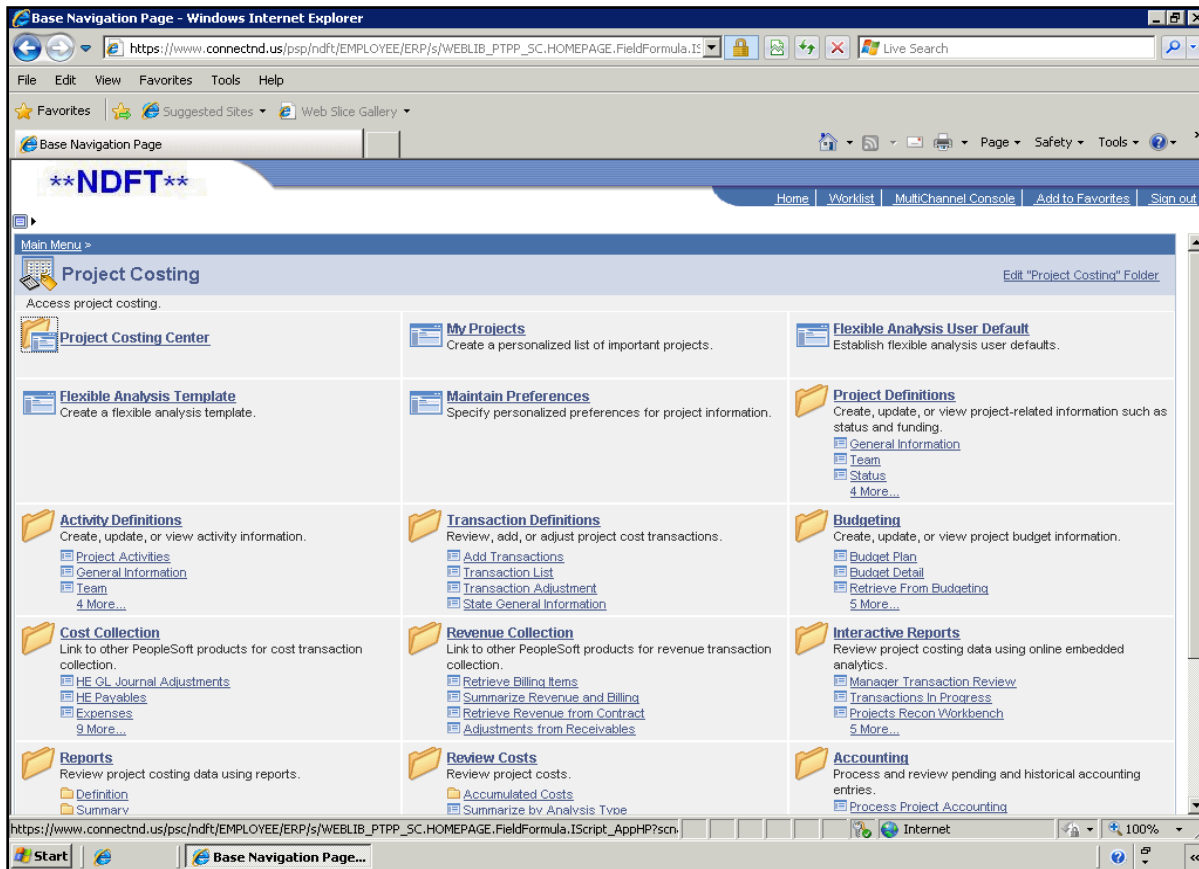 Base Navigation Page - Windows Internet Explorer
https://www.connectnd.us/psp/ndft/EMPLOYEE/ERP/s/WEBLIB_PTPP_SC.HOMEPAGE.FieldFormula.IS
Live Search
File Edit View Favorites Tools Help
Favorites Suggested Sites Web Slice Gallery
Base Navigation Page
Page Safety Tools
**NDFT**
Home Worklist MultiChannel Console Add to Favorites Sign out
Main Menu >
Project Costing
Edit "Project Costing" Folder
Access project costing.
Project Costing Center
My Projects
Create a personalized list of important projects.
Flexible Analysis User Default
Establish flexible analysis user defaults.
Flexible Analysis Template
Create a flexible analysis template.
Maintain Preferences
Specify personalized preferences for project information.
Project Definitions
Create, update, or view project-related information such as
status and funding.
General Information
Team
Status
4 More...
Activity Definitions
Create, update, or view activity information.
Project Activities
General Information
Team
4 More...
Transaction Definitions
Review, add, or adjust project cost transactions.
Add Transactions
Transaction List
Transaction Adjustment
State General Information
Budgeting
Create, update, or view project budget information.
Budget Plan
Budget Detail
Retrieve From Budgeting
5 More...
Cost Collection
Link to other PeopleSoft products for cost transaction
collection.
HE GL Journal Adjustments
HE Payables
Expenses
9 More...
Revenue Collection
Link to other PeopleSoft products for revenue transaction
collection.
Retrieve Billing Items
Summarize Revenue and Billing
Retrieve Revenue from Contract
Adjustments from Receivables
Interactive Reports
Review project costing data using online embedded
analytics.
Manager Transaction Review
Transactions In Progress
Projects Recon Workbench
5 More...
Reports
Review project costing data using reports.
Definition
Summary
Review Costs
Review project costs.
Accumulated Costs
Summarize by Analysis Type
Accounting
Process and review pending and historical accounting
entries.
Process Project Accounting
https://www.connectnd.us/psc/ndft/EMPLOYEE/ERP/s/WEBLIB_PTPP_SC.HOMEPAGE.FieldFormula.IScript_AppHP?scn
Internet
100%
Start
Base Navigation Page...